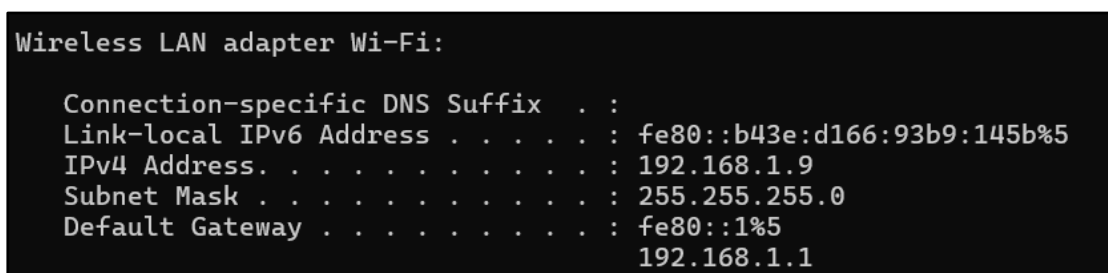 Wireless LAN adapter Wi-Fi:
Connection-specific DNS Suffix  . :
Link-local IPv6 Address . . . . . : fe80::b43e:d166:93b9:145b%5
IPv4 Address. . . . . . . . . . . : 192.168.1.9
Subnet Mask . . . . . . . . . . . : 255.255.255.0
Default Gateway . . . . . . . . . : fe80::1%5
192.168.1.1